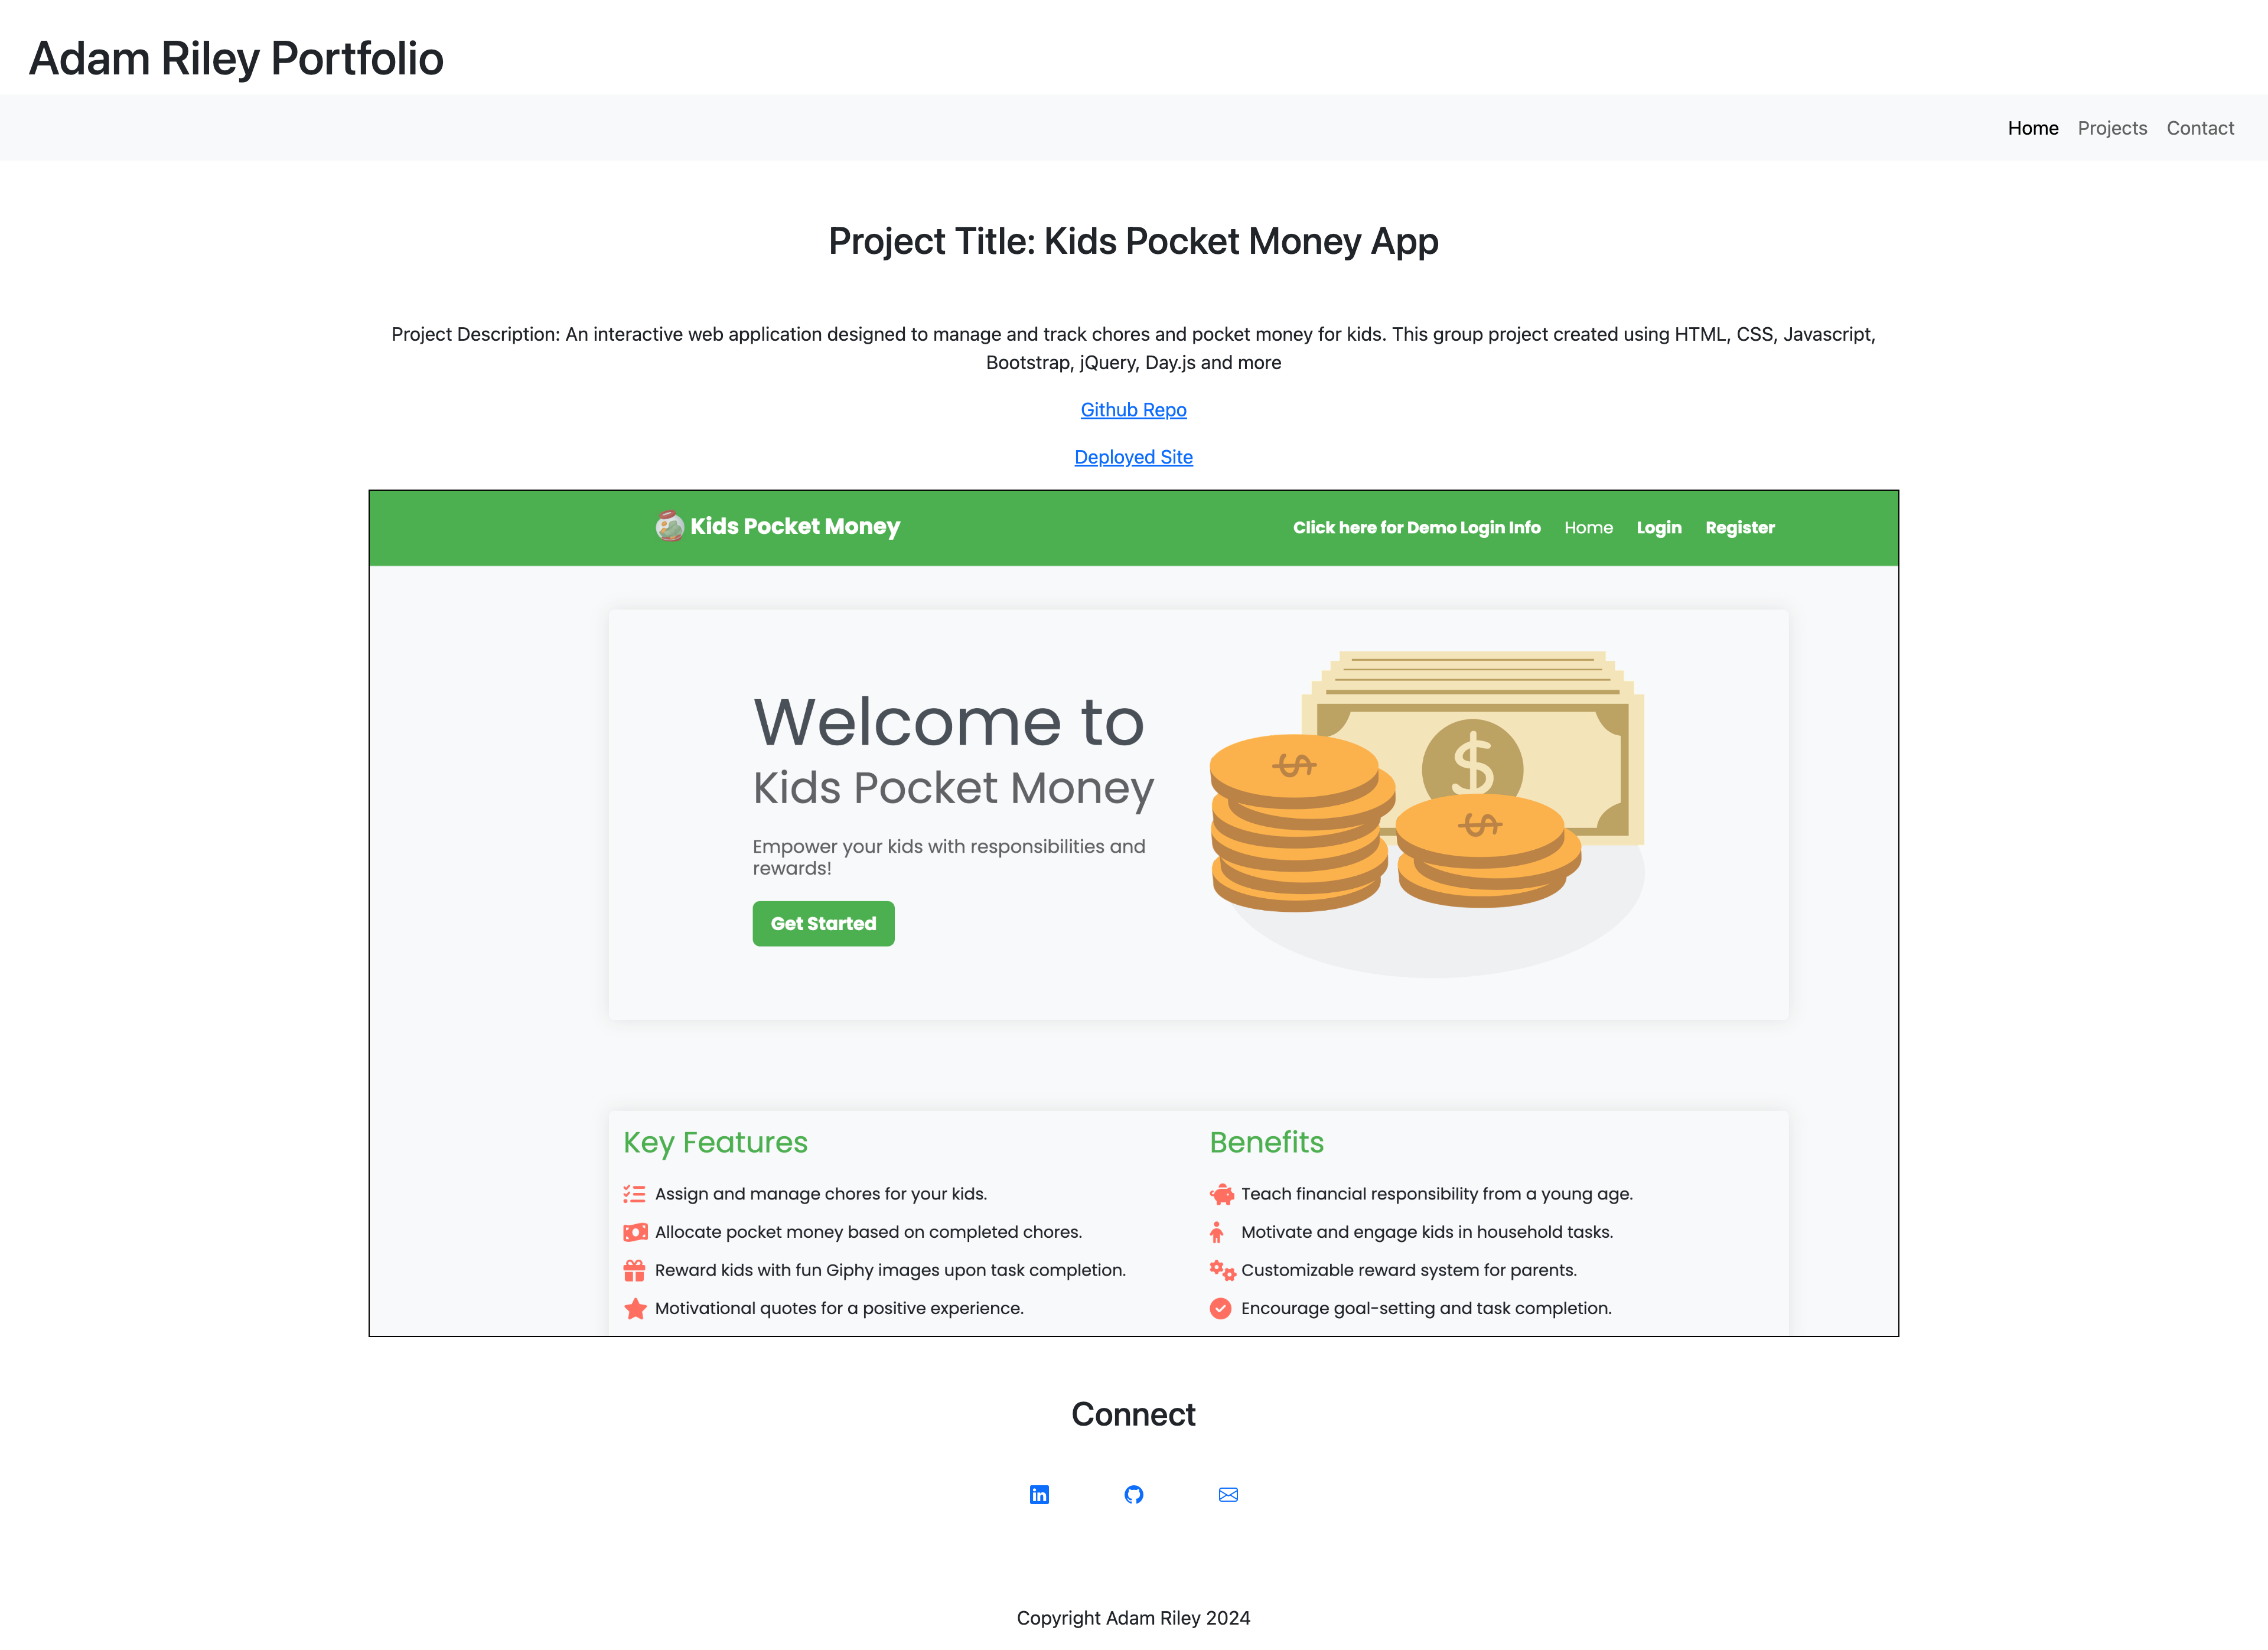 Adam Riley Portfolio
Home Projects Contact
Project Title: Kids Pocket Money App
Project Description: An interactive web application designed to manage and track chores and pocket money for kids. This group project created using HTML, CSS, Javascript,
Bootstrap, jQuery, Day.js and more
Github Repo
Deployed Site
Kids Pocket Money Click here for Demo Login Info Home Login Register
Welcome to
Kids Pocket Money
Empower your kids with responsibilities and
rewards!
Get Started
$
$
$
Key Features
Assign and manage chores for your kids.
Allocate pocket money based on completed chores.
Reward kids with fun Giphy images upon task completion.
Motivational quotes for a positive experience.
Benefits
Teach financial responsibility from a young age.
Motivate and engage kids in household tasks.
Customizable reward system for parents.
Encourage goal-setting and task completion.
Connect
in
Copyright Adam Riley 2024